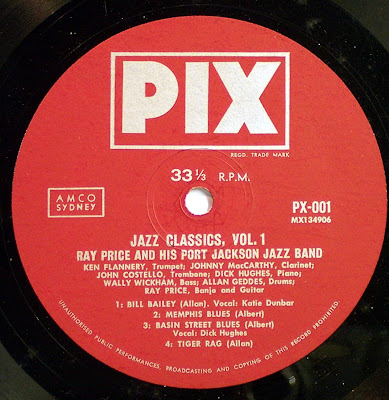 PIX
REGD. TRADE MARK
33⅓ R.P.M.
AMCO
SYDNEY
PX-001
MX134906
JAZZ CLASSICS, VOL. 1
RAY PRICE AND HIS PORT JACKSON JAZZ BAND
KEN FLANNERY, Trumpet; JOHNNY MacCARTHY, Clarinet;
JOHN COSTELLO, Trombone; DICK HUGHES, Piano;
WALLY WICKHAM, Bass; ALLAN GEDDES, Drums;
RAY PRICE, Banjo and Guitar
1: BILL BAILEY (Allan). Vocal: Katie Dunbar
2: MEMPHIS BLUES (Albert)
3: BASIN STREET BLUES (Albert)
Vocal: Dick Hughes
4: TIGER RAG (Allan)
UNAUTHORISED PUBLIC PERFORMANCES, BROADCASTING AND COPYING OF THIS RECORD PROHIBITED.